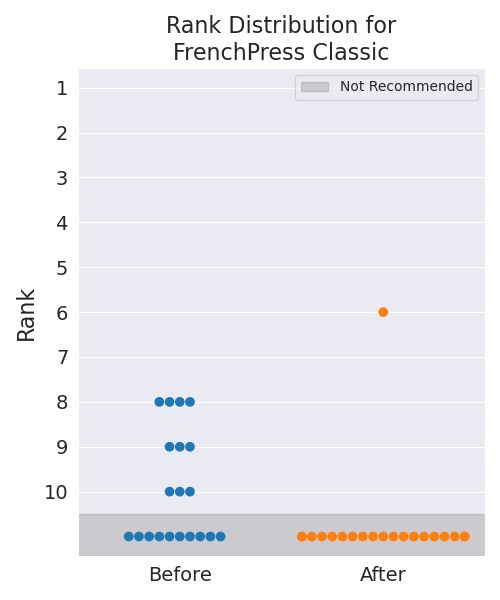 Rank Distribution for
FrenchPress Classic
Not Recommended
1
2
3
4
5
6
7
8
9
10
Rank
Before After